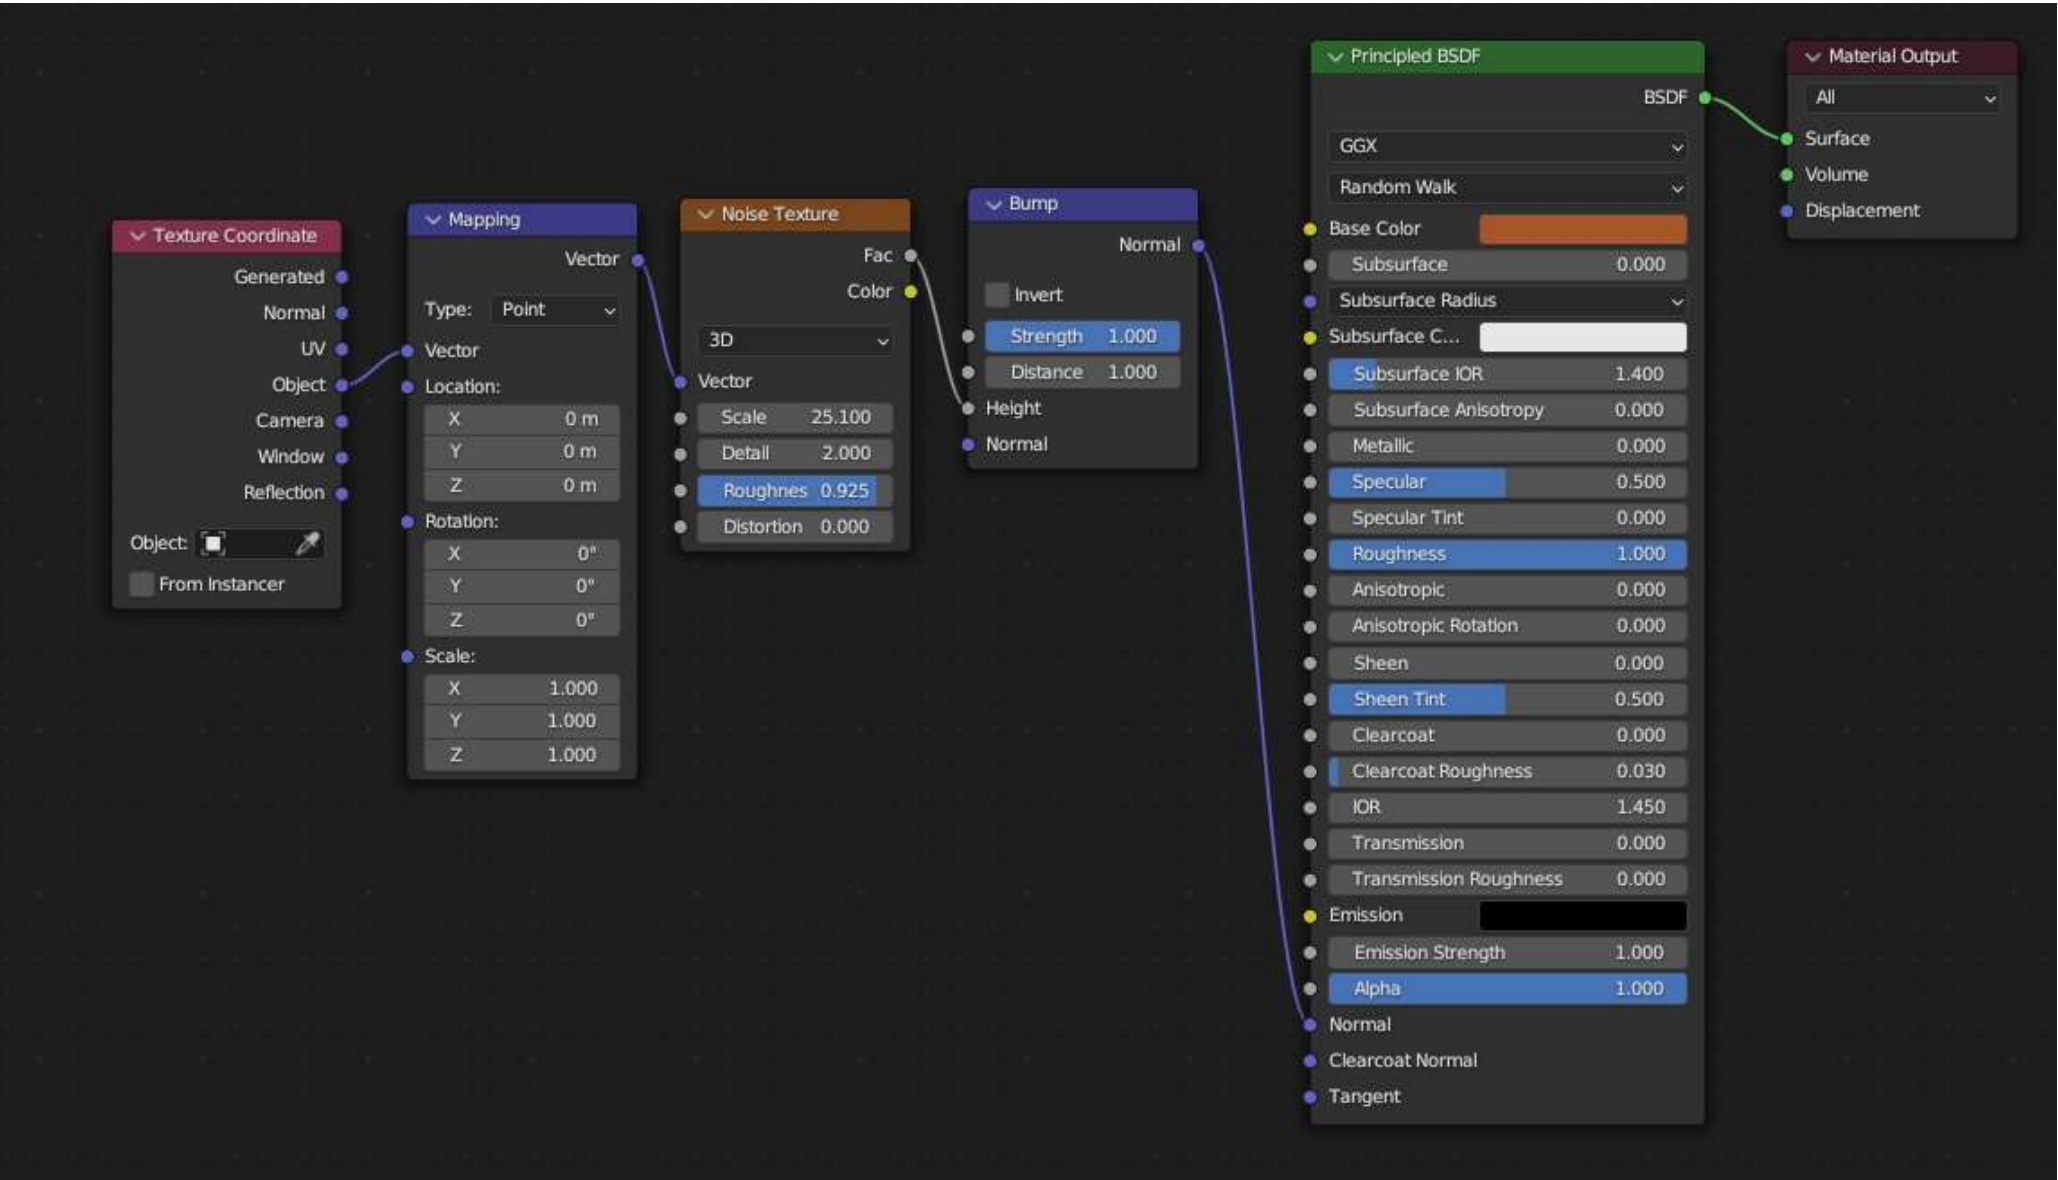 Texture Coordinate
Generated
Normal
UV
Object
Camera
Window
Reflection
Object:
From Instancer
Mapping
Vector
Type: Point
Vector
Location:
X 0 m
Y 0 m
Z 0 m
Rotation:
X 0°
Y 0°
Z 0°
Scale:
X 1.000
Y 1.000
Z 1.000
Noise Texture
Fac
Color
3D
Vector
Scale 25.100
Detail 2.000
Roughnes 0.925
Distortion 0.000
Bump
Normal
Invert
Strength 1.000
Distance 1.000
Height
Normal
Principled BSDF
BSDF
GGX
Random Walk
Base Color
Subsurface 0.000
Subsurface Radius
Subsurface C...
Subsurface IOR 1.400
Subsurface Anisotropy 0.000
Metallic 0.000
Specular 0.500
Specular Tint 0.000
Roughness 1.000
Anisotropic 0.000
Anisotropic Rotation 0.000
Sheen 0.000
Sheen Tint 0.500
Clearcoat 0.000
Clearcoat Roughness 0.030
IOR 1.450
Transmission 0.000
Transmission Roughness 0.000
Emission
Emission Strength 1.000
Alpha 1.000
Normal
Clearcoat Normal
Tangent
Material Output
All
Surface
Volume
Displacement